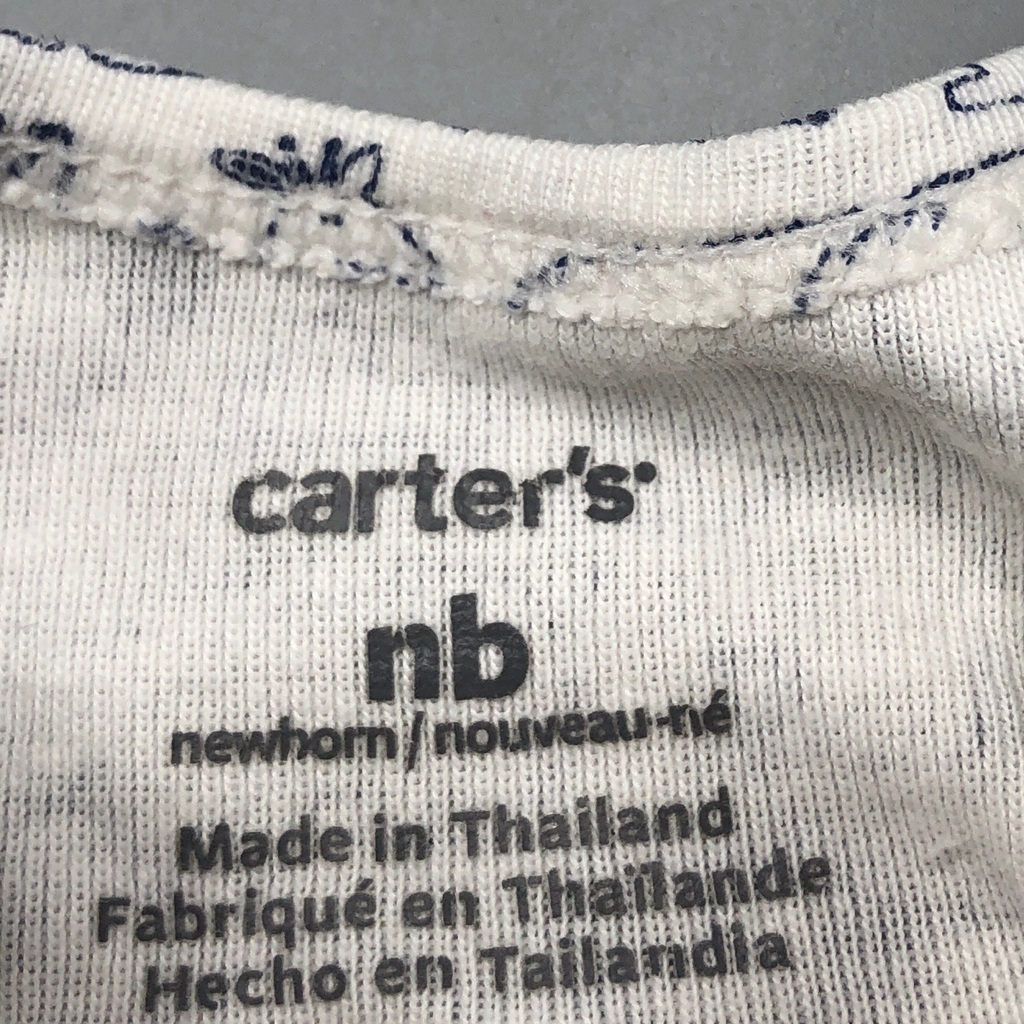 carter's
nb
newborn/nouveau-né
Made in Thailand
Fabriqué en Thaïlande
Hecho en Tailandia